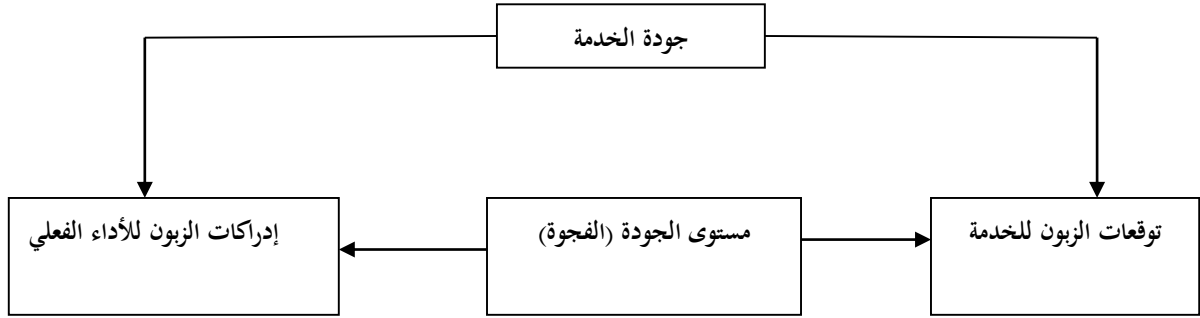 جودة الخدمة
توقعات الزبون للخدمة
مستوى الجودة (الفجوة)
إدراكات الزبون للأداء الفعلي